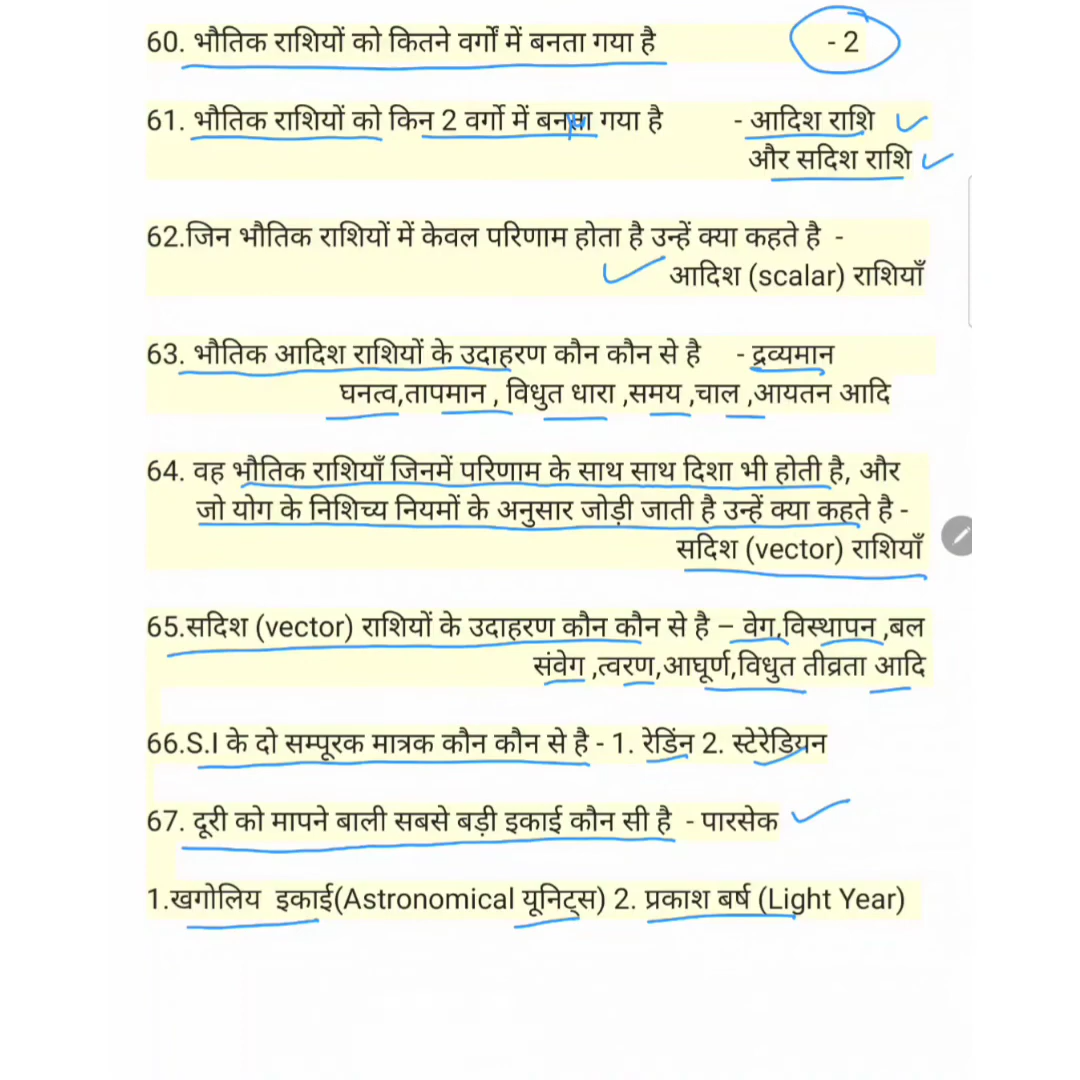 60. भौतिक राशियों को कितने वर्गों में बनता गया है - 2
61. भौतिक राशियों को किन 2 वर्गो में गया है - आदिश राशि
और सदिश राशि
62.जिन भौतिक राशियों में केवल परिणाम होता है उन्हें क्या कहते है -
आदिश (scalar) राशियाँ
63. भौतिक आदिश राशियों के उदाहरण कौन कौन से है - द्रव्यमान
घनत्व,तापमान , विधुत धारा ,समय ,चाल ,आयतन आदि
64. वह भौतिक राशियाँ जिनमें परिणाम के साथ साथ दिशा भी होती है, और
जो योग के निशिच्य नियमों के अनुसार जोड़ी जाती है उन्हें क्या कहते है -
सदिश (vector) राशियाँ
65.सदिश (vector) राशियों के उदाहरण कौन कौन से है – वेग,विस्थापन ,बल
संवेग ,त्वरण,आघूर्ण,विधुत तीव्रता आदि
66.S.I के दो सम्पूरक मात्रक कौन कौन से है - 1. रेडिंन 2. स्टेरेडियन
67. दूरी को मापने बाली सबसे बड़ी इकाई कौन सी है - पारसेक
1.खगोलिय इकाई(Astronomical यूनिट्स) 2. प्रकाश बर्ष (Light Year)